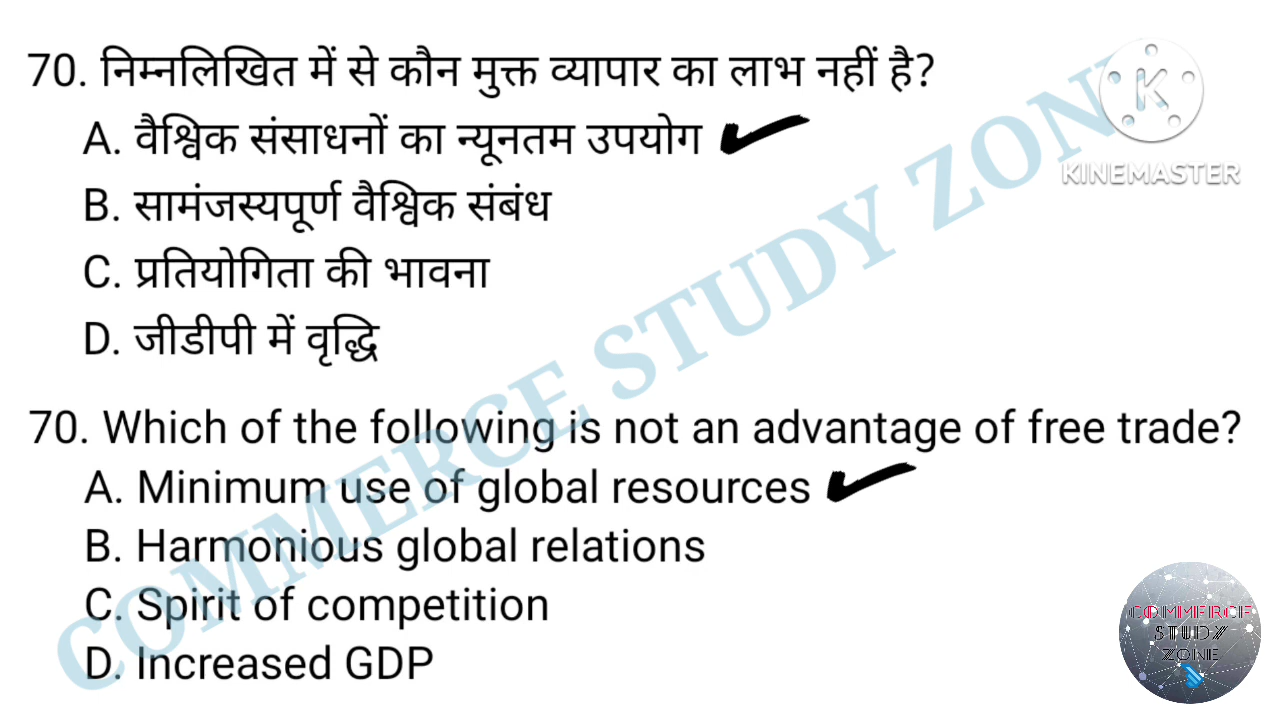 70. निम्नलिखित में से कौन मुक्त व्यापार का लाभ नहीं है?
A. वैश्विक संसाधनों का न्यूनतम उपयोग
B. सामंजस्यपूर्ण वैश्विक संबंध
C. प्रतियोगिता की भावना
D. जीडीपी में वृद्धि
70. Which of the following is not an advantage of free trade?
A. Minimum use of global resources
B. Harmonious global relations
C. Spirit of competition
D. Increased GDP
COMMERCE STUDY ZONE
K
KINEMASTER
COMMERCE
STUDY
ZONE